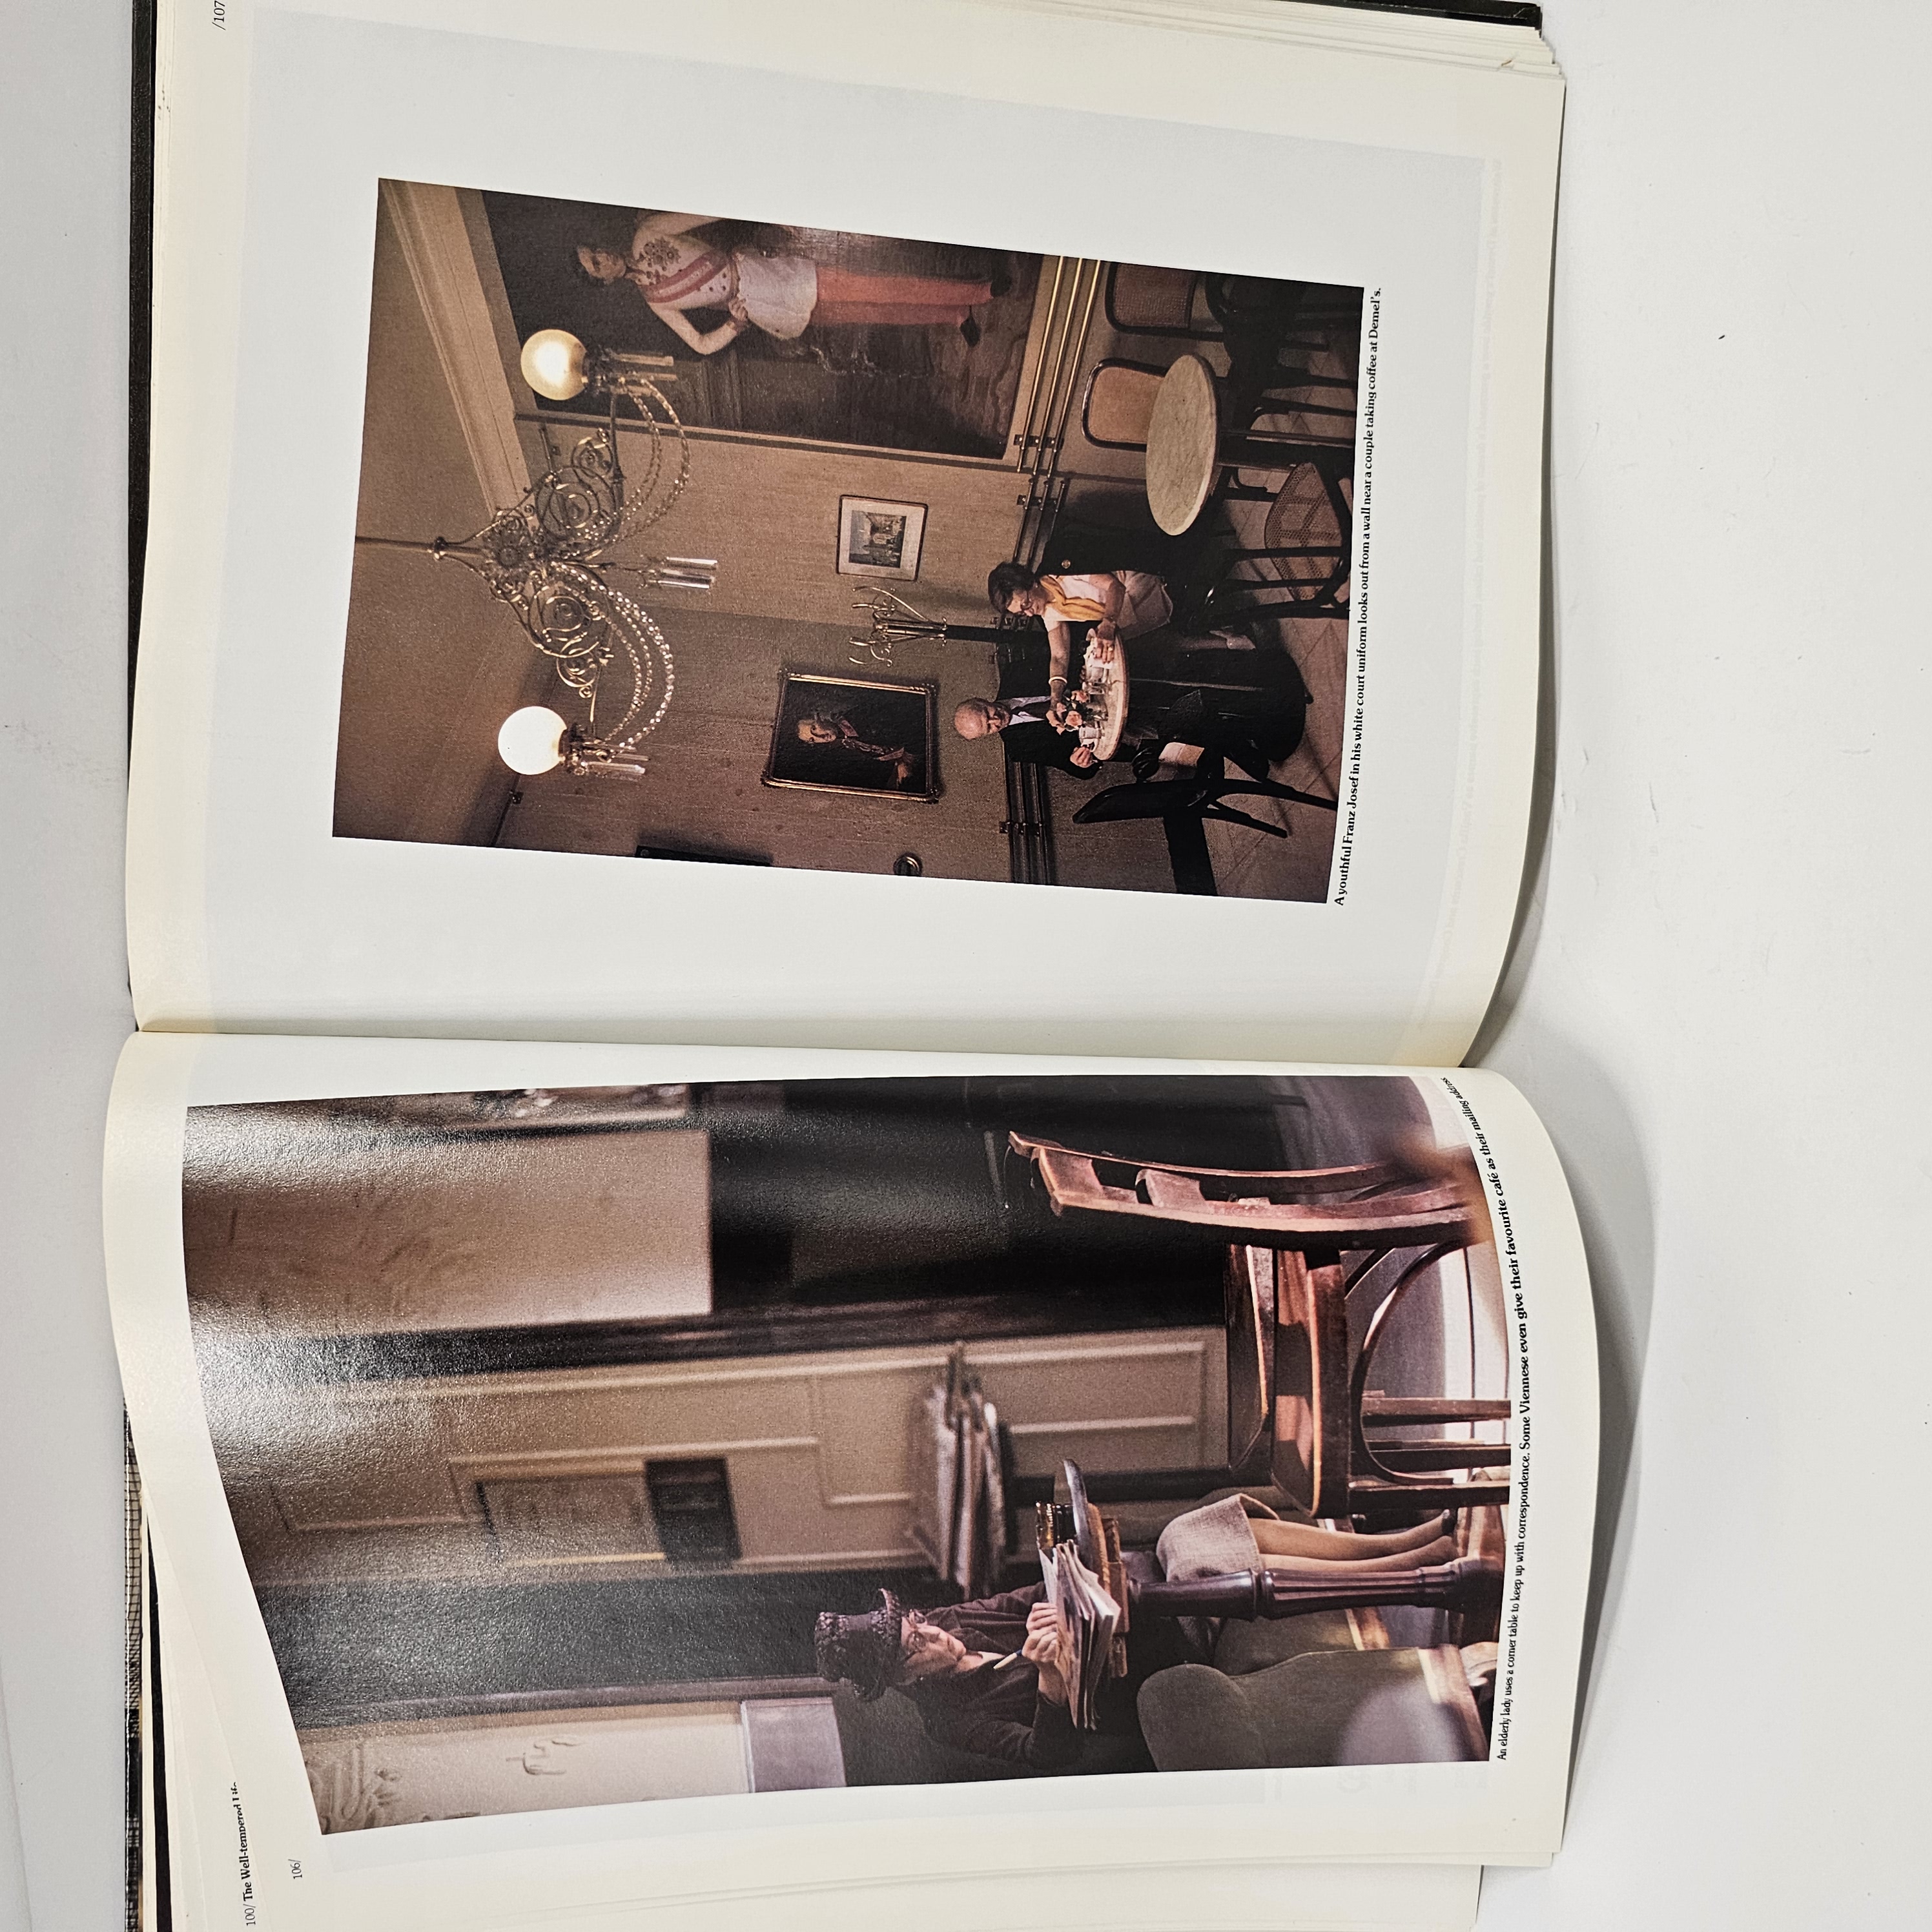 100/ The Well-tempered Life
106/
An elderly lady uses a corner table to keep up with correspondence. Some Viennese even give their favourite café as their mailing address
/107
A youthful Franz Josef in his white court uniform looks out from a wall near a couple taking coffee at Demel's.